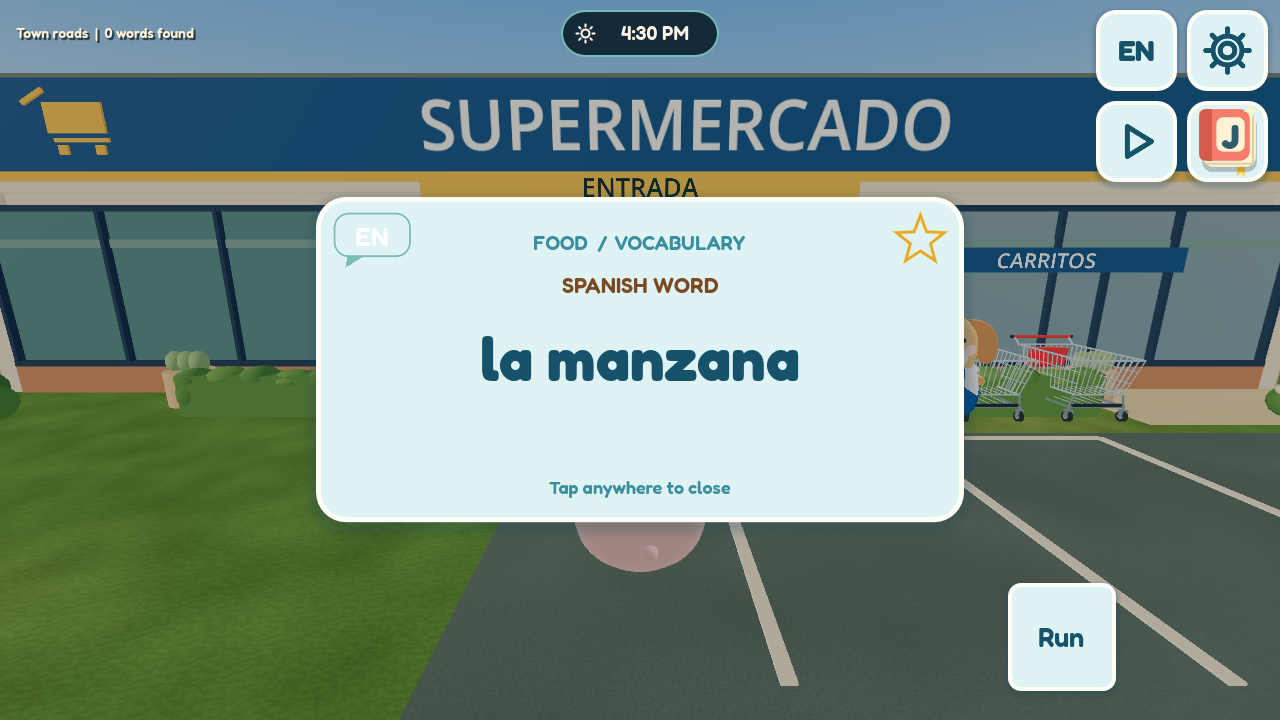 Town roads | 0 words found
4:30 PM
EN
SUPERMERCADO
J
ENTRADA
EN
FOOD / VOCABULARY
SPANISH WORD
CARRITOS
la manzana
Tap anywhere to close
Run